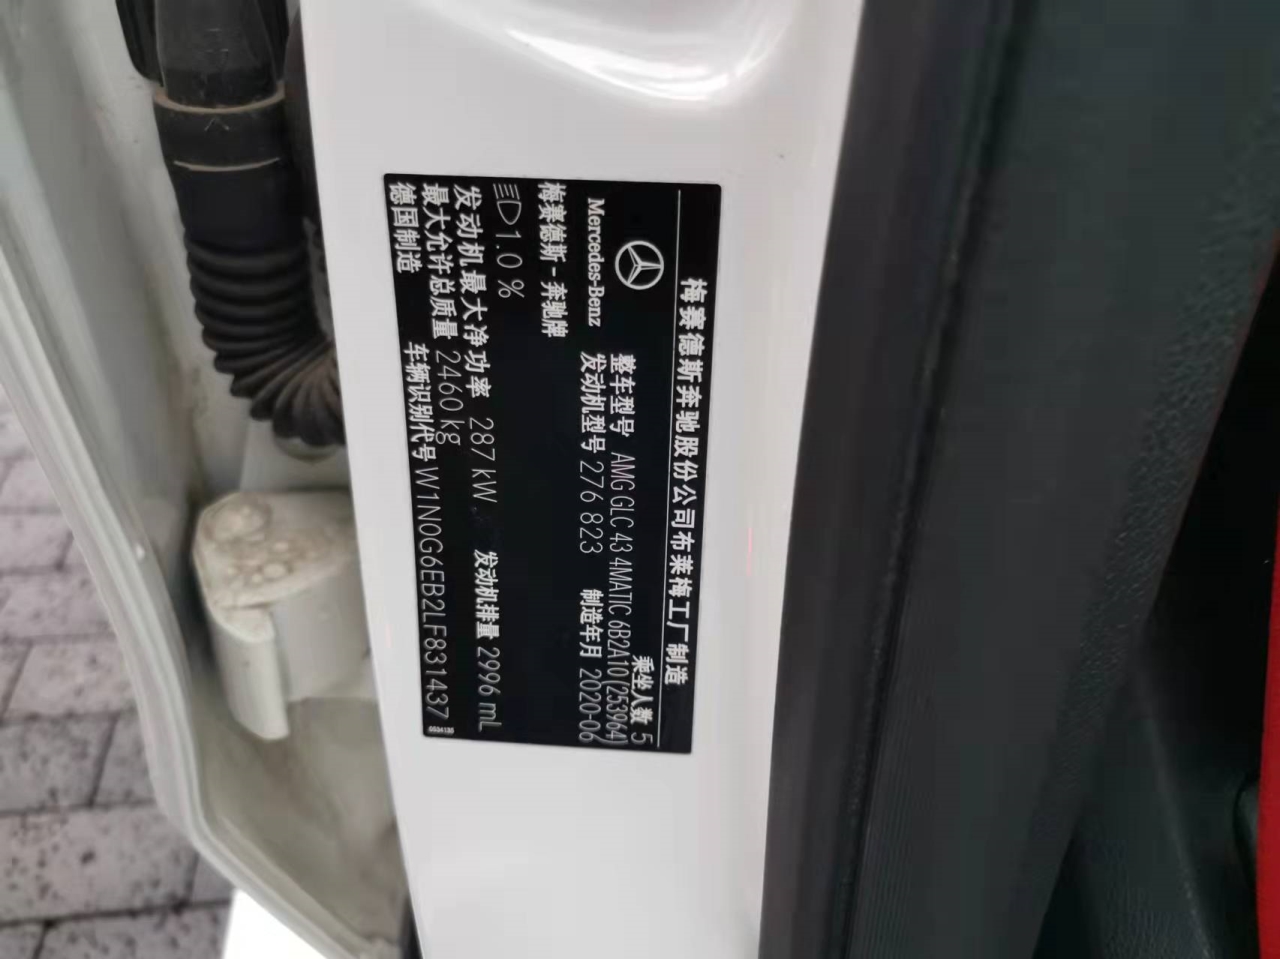 梅赛德斯奔驰股份公司布莱梅工厂制造
乘坐人数 5
整车型号 AMG GLC 43 4MATIC 6B2A10(253964)
Mercedes-Benz 发动机型号 276 823 制造年月 2020-06
梅赛德斯-奔驰牌
1.0 %
发动机最大净功率 287 kW 发动机排量 2996 mL
最大允许总质量 2460 kg
德国制造 车辆识别代号 W1N0G6EB2LF831437